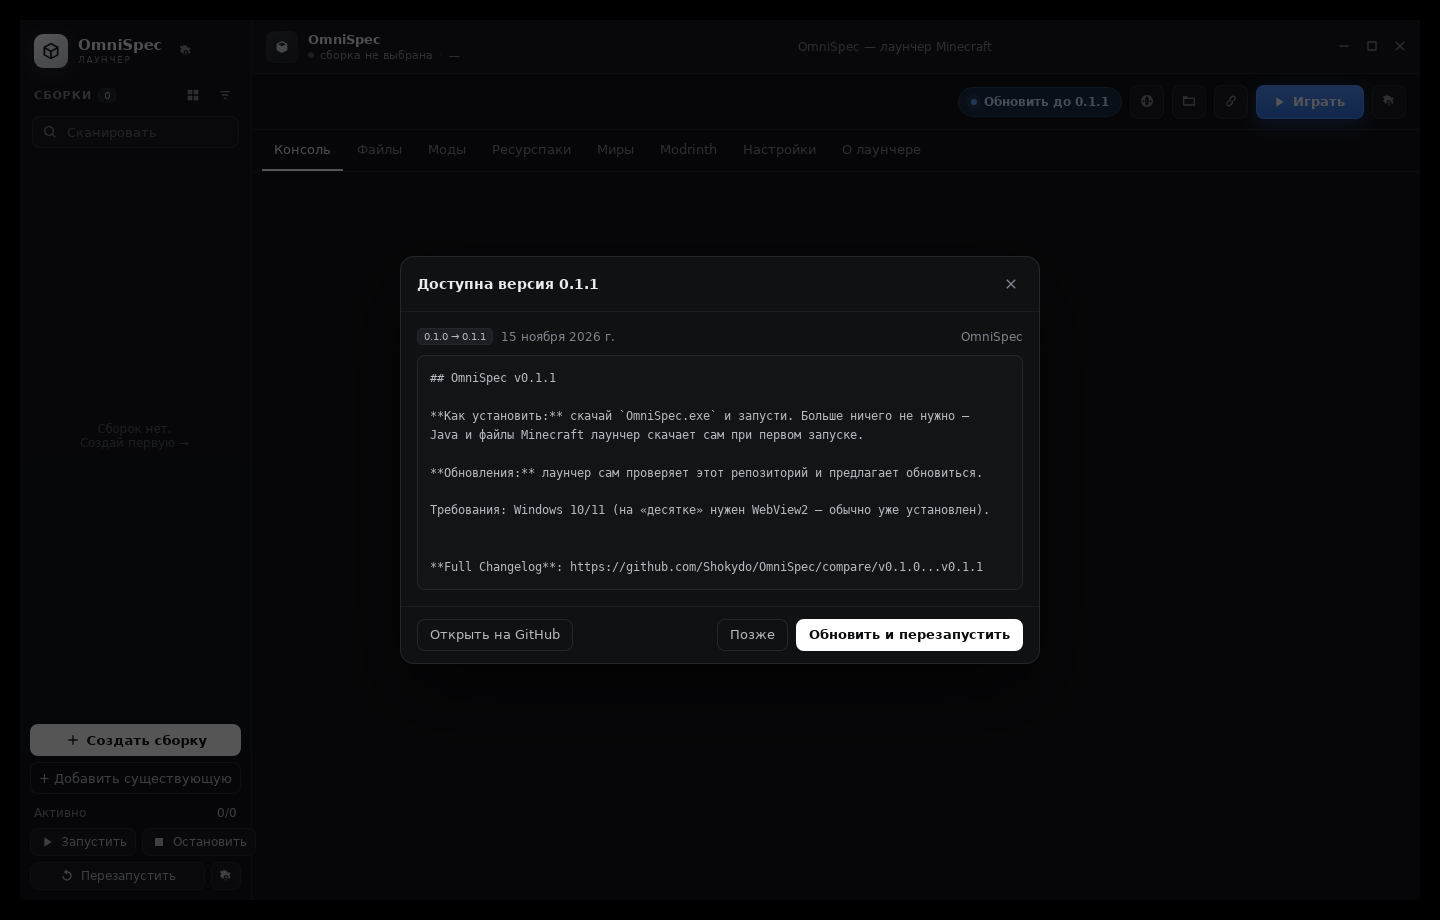 OmniSpec
ЛАУНЧЕР
СБОРКИ 0
Сканировать
Сборок нет.
Создай первую →
+ Создать сборку
+ Добавить существующую
Активно 0/0
Запустить Остановить
Перезапустить
OmniSpec
сборка не выбрана · —
OmniSpec — лаунчер Minecraft
Обновить до 0.1.1 Играть
Консоль Файлы Моды Ресурспаки Миры Modrinth Настройки О лаунчере
Доступна версия 0.1.1
0.1.0 → 0.1.1 15 ноября 2026 г. OmniSpec
## OmniSpec v0.1.1
**Как установить:** скачай `OmniSpec.exe` и запусти. Больше ничего не нужно —
Java и файлы Minecraft лаунчер скачает сам при первом запуске.
**Обновления:** лаунчер сам проверяет этот репозиторий и предлагает обновиться.
Требования: Windows 10/11 (на «десятке» нужен WebView2 — обычно уже установлен).
**Full Changelog**: https://github.com/Shokydo/OmniSpec/compare/v0.1.0...v0.1.1
Открыть на GitHub Позже Обновить и перезапустить